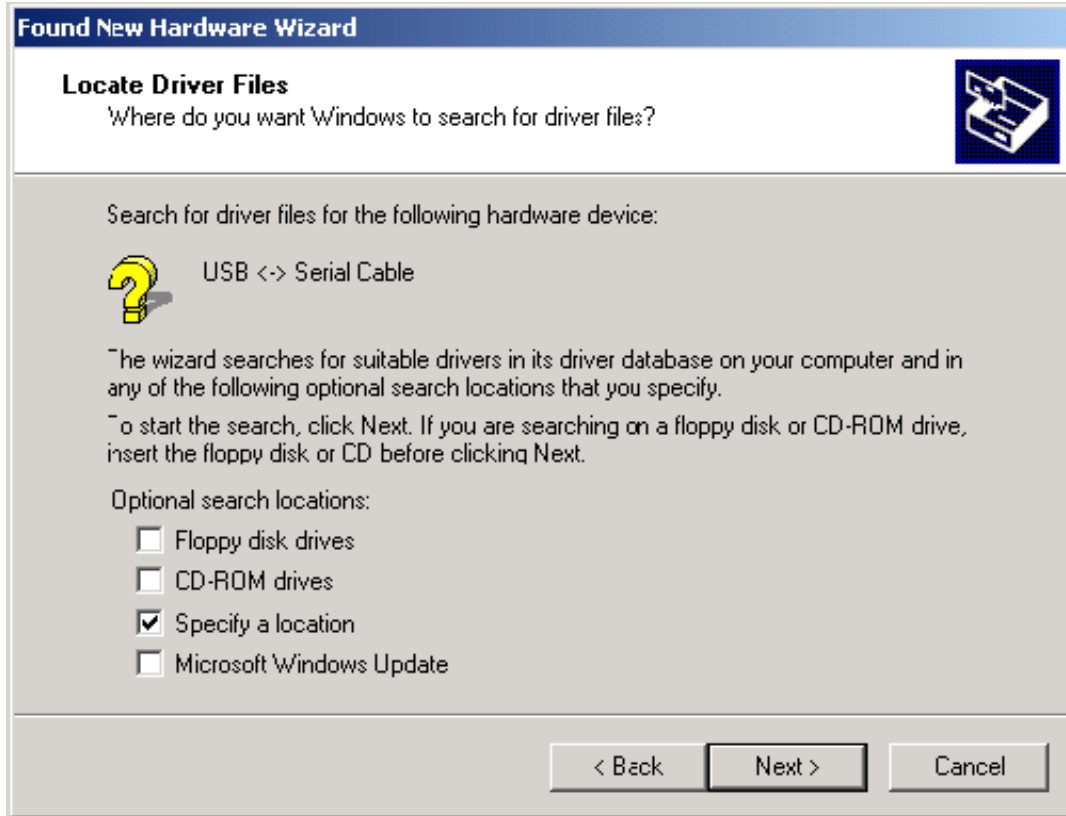 Found New Hardware Wizard
Locate Driver Files
Where do you want Windows to search for driver files?
Search for driver files for the following hardware device:
USB <-> Serial Cable
The wizard searches for suitable drivers in its driver database on your computer and in
any of the following optional search locations that you specify.
To start the search, click Next. If you are searching on a floppy disk or CD-ROM drive,
insert the floppy disk or CD before clicking Next.
Optional search locations:
Floppy disk drives
CD-ROM drives
Specify a location
Microsoft Windows Update
< Back Next > Cancel